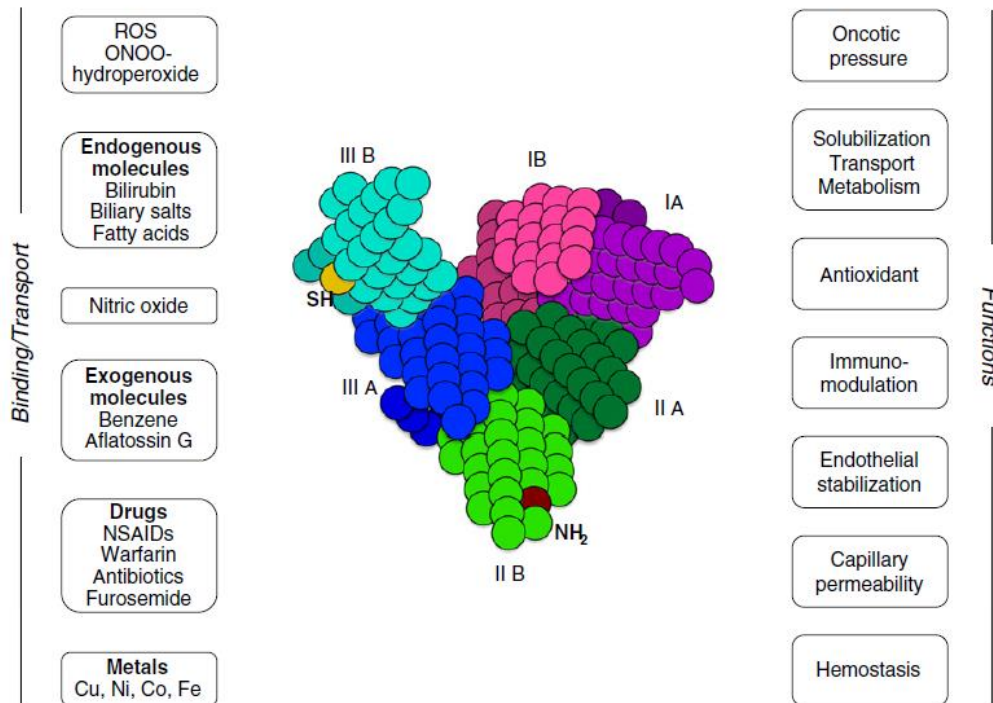 Binding/Transport
ROS
ONOO-
hydroperoxide
Endogenous
molecules
Bilirubin
Biliary salts
Fatty acids
Nitric oxide
Exogenous
molecules
Benzene
Aflatossin G
Drugs
NSAIDs
Warfarin
Antibiotics
Furosemide
Metals
Cu, Ni, Co, Fe
III B
IB
IA
SH
III A
II A
NH2
II B
Oncotic
pressure
Solubilization
Transport
Metabolism
Antioxidant
Immuno-
modulation
Endothelial
stabilization
Capillary
permeability
Hemostasis
Functions